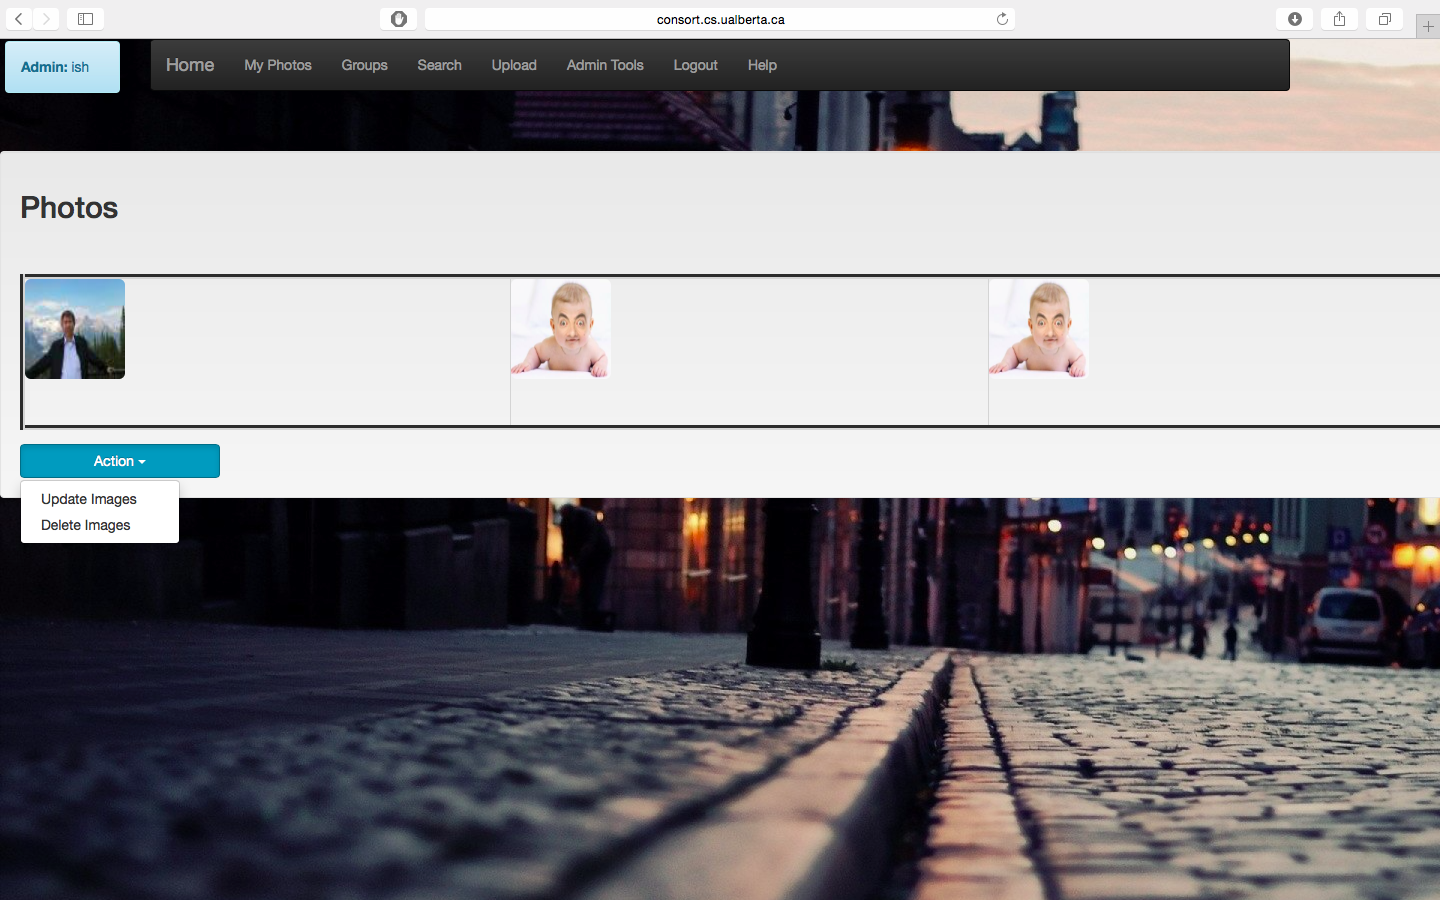 consort.cs.ualberta.ca
Admin: ish
Home My Photos Groups Search Upload Admin Tools Logout Help
Photos
Action
Update Images
Delete Images